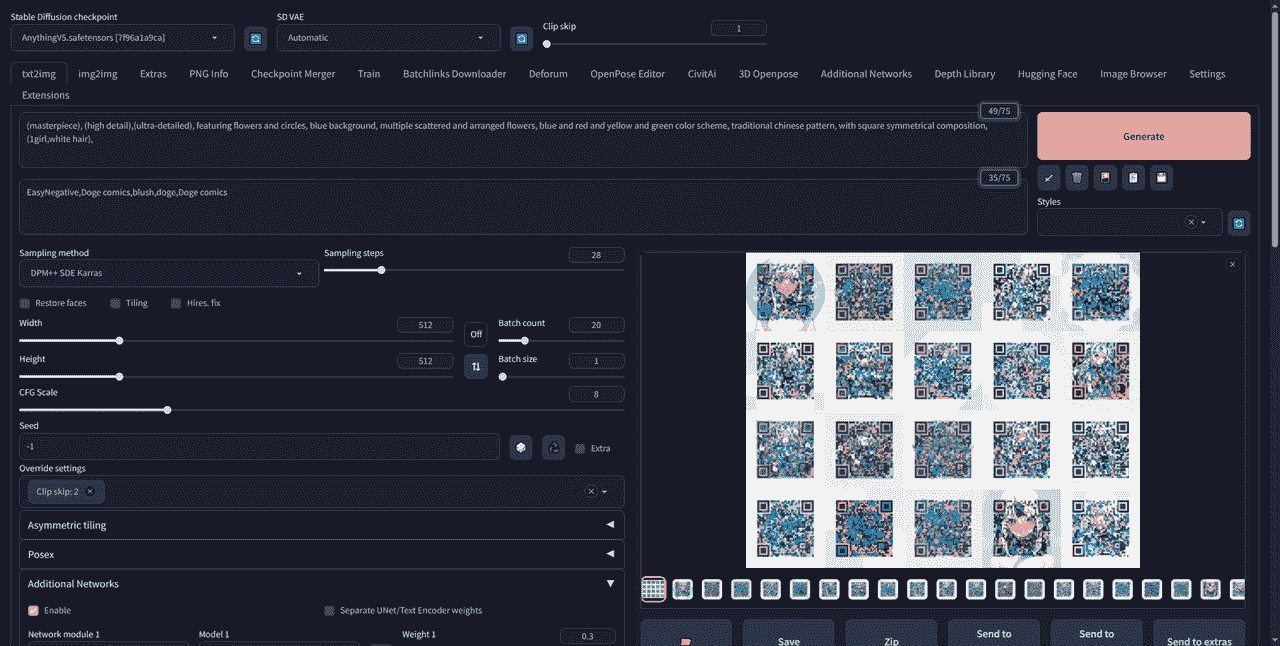 Stable Diffusion checkpoint
SD VAE
Clip skip
1
AnythingV5.safetensors [7f96a1a9ca]
Automatic
txt2img
img2img
Extras
PNG Info
Checkpoint Merger
Train
Batchlinks Downloader
Deforum
OpenPose Editor
CivitAi
3D Openpose
Additional Networks
Depth Library
Hugging Face
Image Browser
Settings
Extensions
49/75
(masterpiece), (high detail),(ultra-detailed), featuring flowers and circles, blue background, multiple scattered and arranged flowers, blue and red and yellow and green color scheme, traditional chinese pattern, with square symmetrical composition,
(1girl,white hair),
Generate
35/75
EasyNegative,Doge comics,blush,doge,Doge comics
Styles
Sampling method
Sampling steps
28
DPM++ SDE Karras
Restore faces
Tiling
Hires. fix
Width
512
Off
Batch count
20
Height
512
Batch size
1
CFG Scale
8
Seed
-1
Extra
Override settings
Clip skip: 2
Asymmetric tiling
Posex
Additional Networks
Enable
Separate UNet/Text Encoder weights
Network module 1
Model 1
Weight 1
0.3
Save
Zip
Send to
Send to
Send to extras